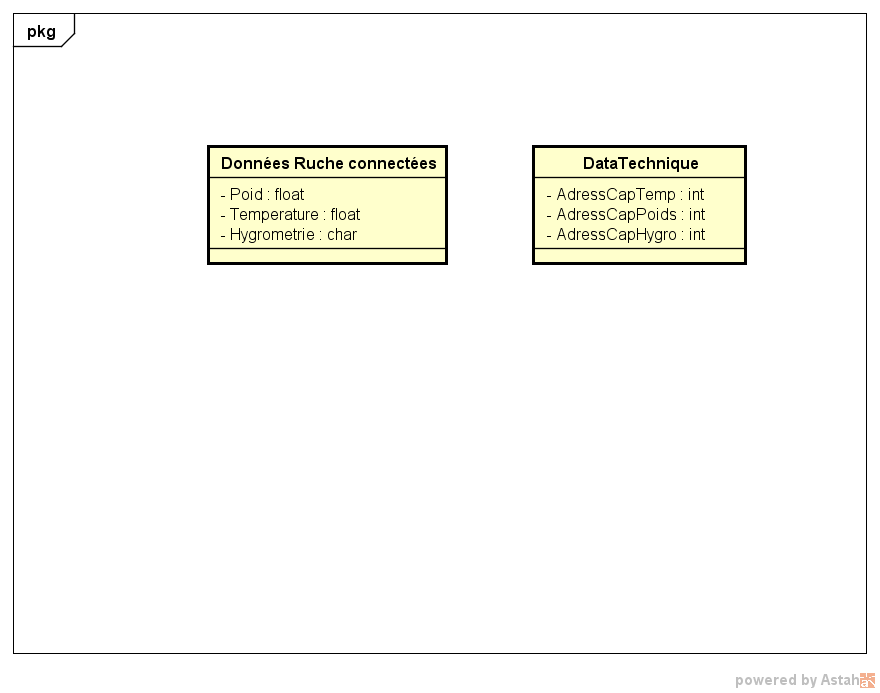 pkg
Données Ruche connectées
- Poid : float
- Temperature : float
- Hygrometrie : char
DataTechnique
- AdressCapTemp : int
- AdressCapPoids : int
- AdressCapHygro : int
powered by Astah